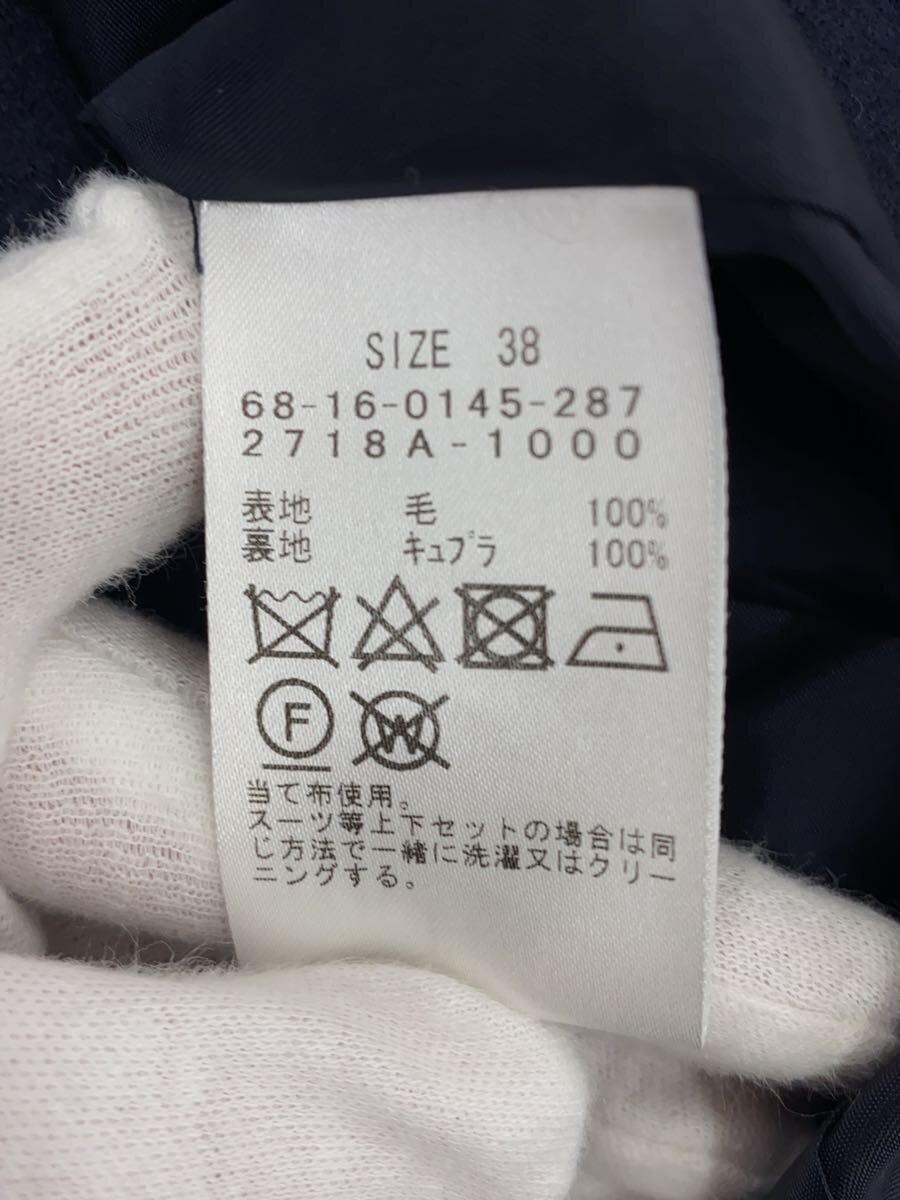 SIZE 38
68-16-0145-287
2718A-1000
表地 毛 100%
裏地 キュプラ 100%
F W
当て布使用。
スーツ等上下セットの場合は同
じ方法で一緒に洗濯又はクリー
ニングする。